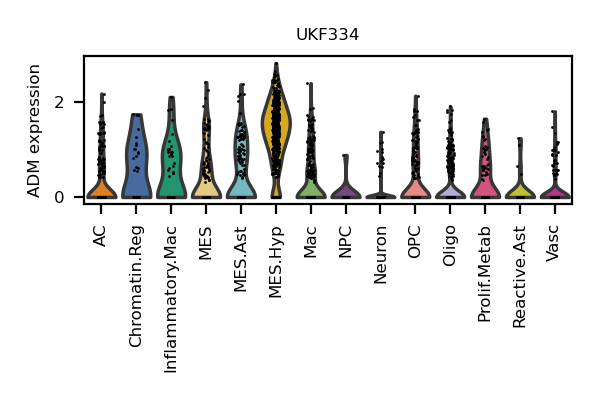 UKF334
ADM expression
2
0
AC
Chromatin.Reg
Inflammatory.Mac
MES
MES.Ast
MES.Hyp
Mac
NPC
Neuron
OPC
Oligo
Prolif.Metab
Reactive.Ast
Vasc